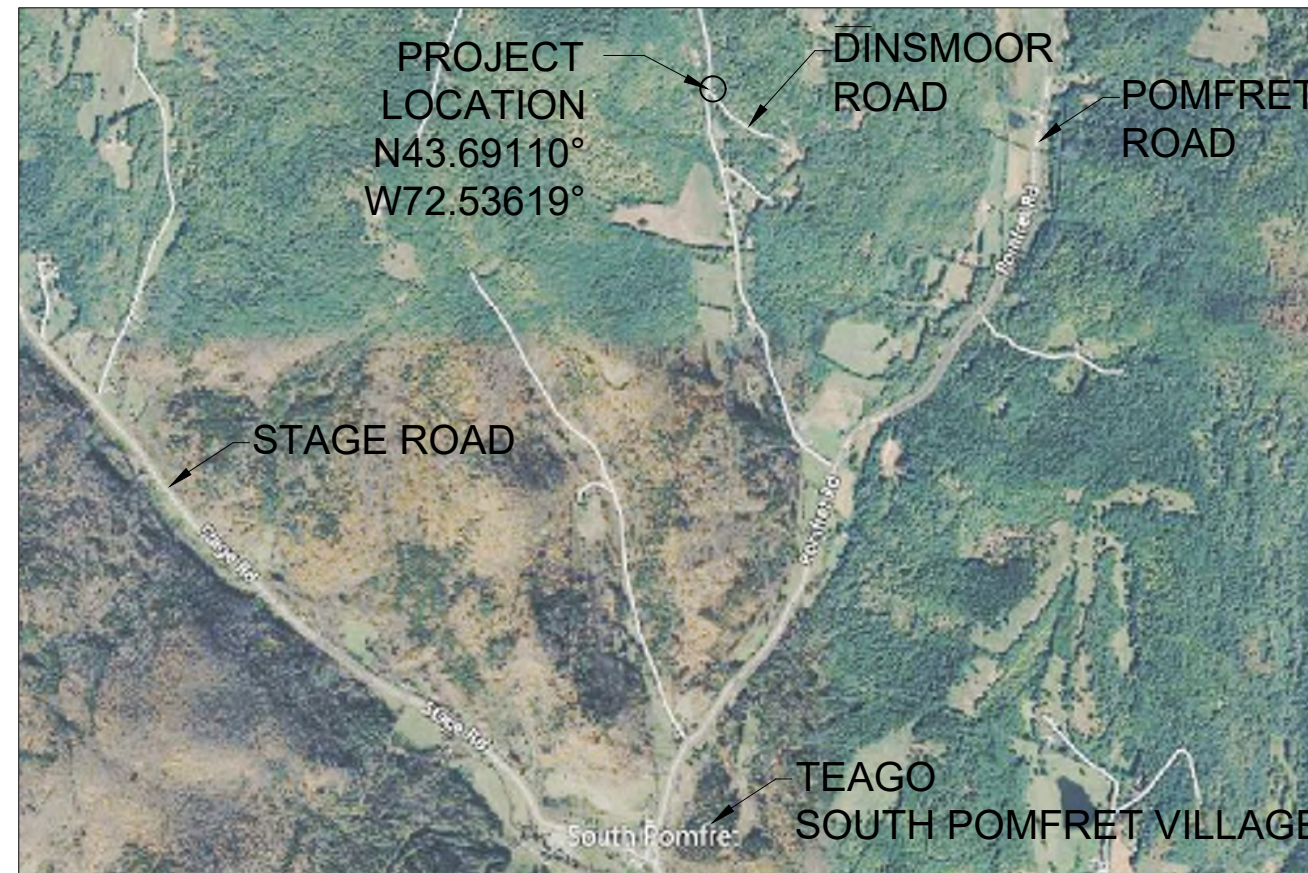 PROJECT
LOCATION
N43.69110°
W72.53619°
DINSMOOR
ROAD
POMFRET
ROAD
Pomfret Rd
STAGE ROAD
Stage Rd
Pomfret Rd
Stage Rd
TEAGO
SOUTH POMFRET VILLAGE
South Pomfret